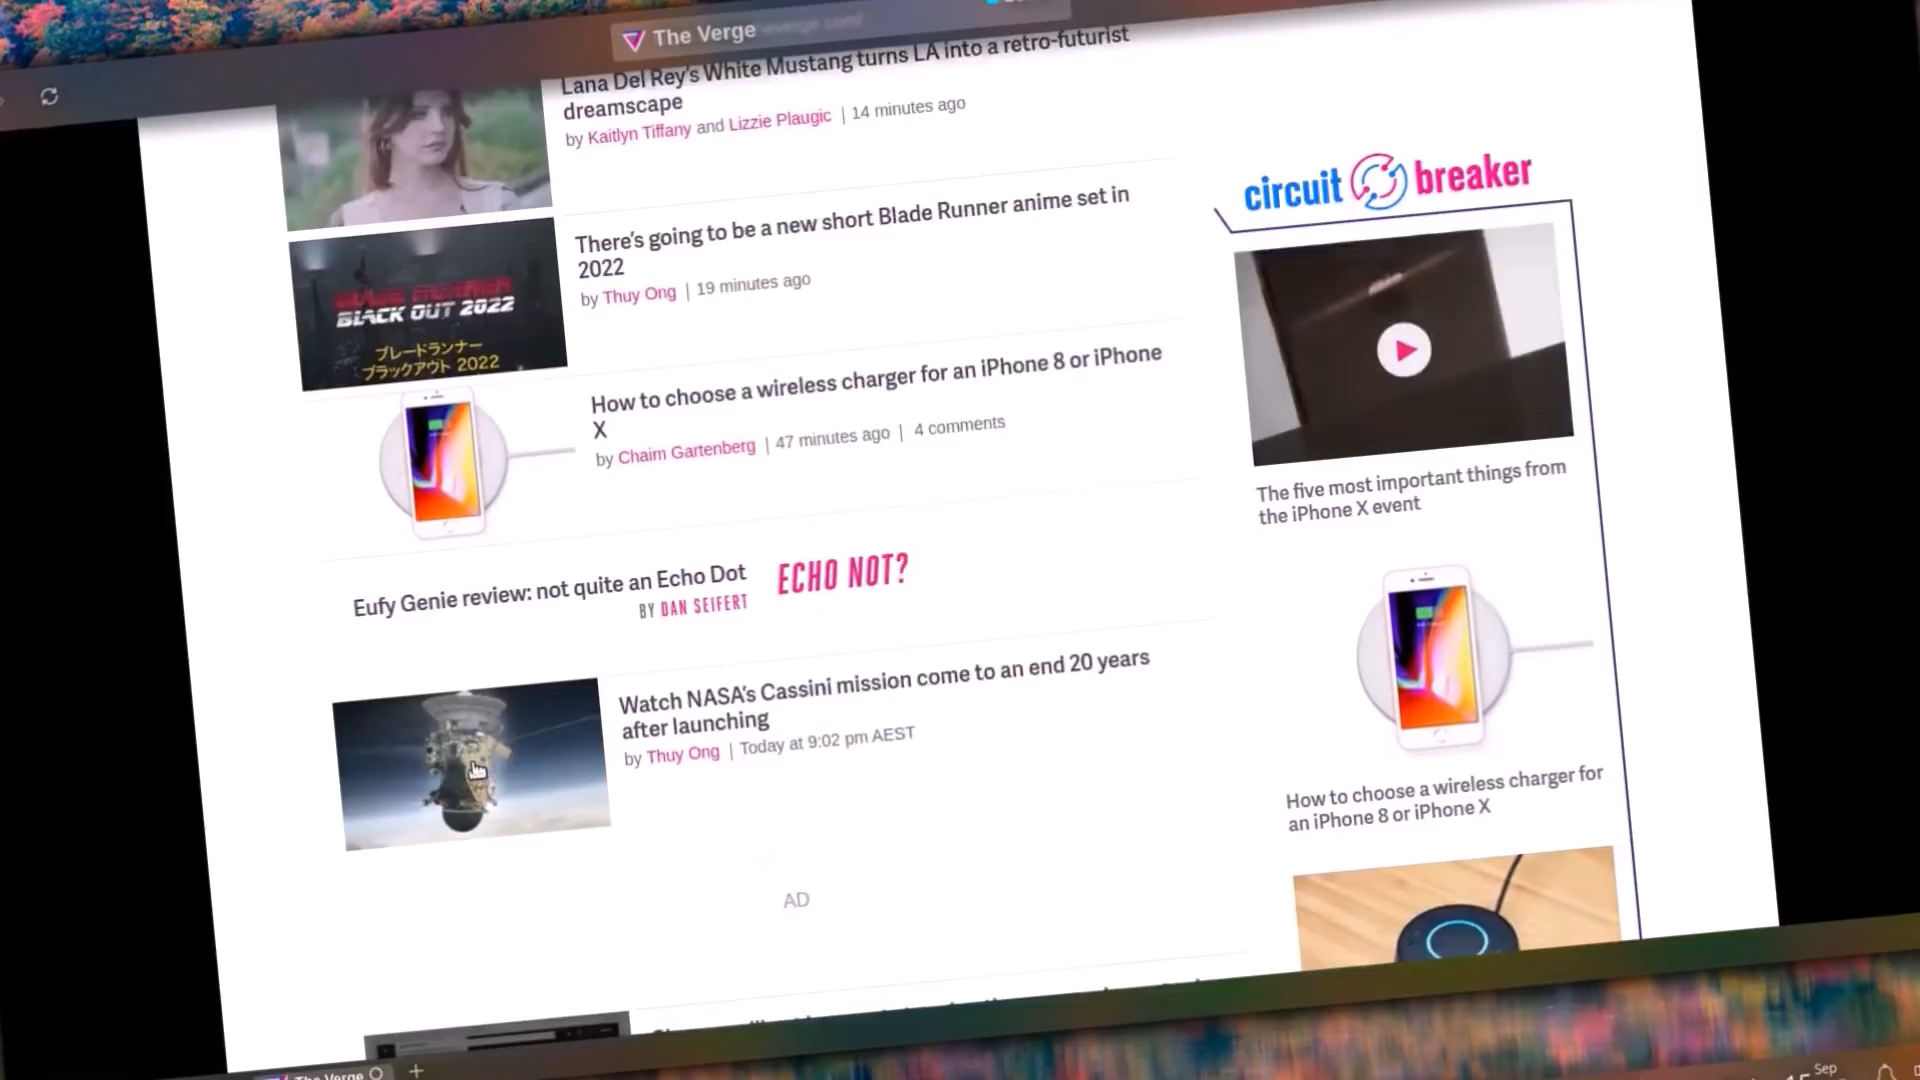 The Verge
Lana Del Rey's White Mustang turns LA into a retro-futurist
dreamscape
by Kaitlyn Tiffany and Lizzie Plaugic | 14 minutes ago
There's going to be a new short Blade Runner anime set in
2022
by Thuy Ong | 19 minutes ago
BLADE RUNNER
BLACK OUT 2022
ブレードランナー
ブラックアウト 2022
How to choose a wireless charger for an iPhone 8 or iPhone
X
by Chaim Gartenberg | 47 minutes ago | 4 comments
Eufy Genie review: not quite an Echo Dot
BY DAN SEIFERT
ECHO NOT?
Watch NASA's Cassini mission come to an end 20 years
after launching
by Thuy Ong | Today at 9:02 pm AEST
AD
circuit breaker
The five most important things from
the iPhone X event
How to choose a wireless charger for
an iPhone 8 or iPhone X
The Verge
Sep